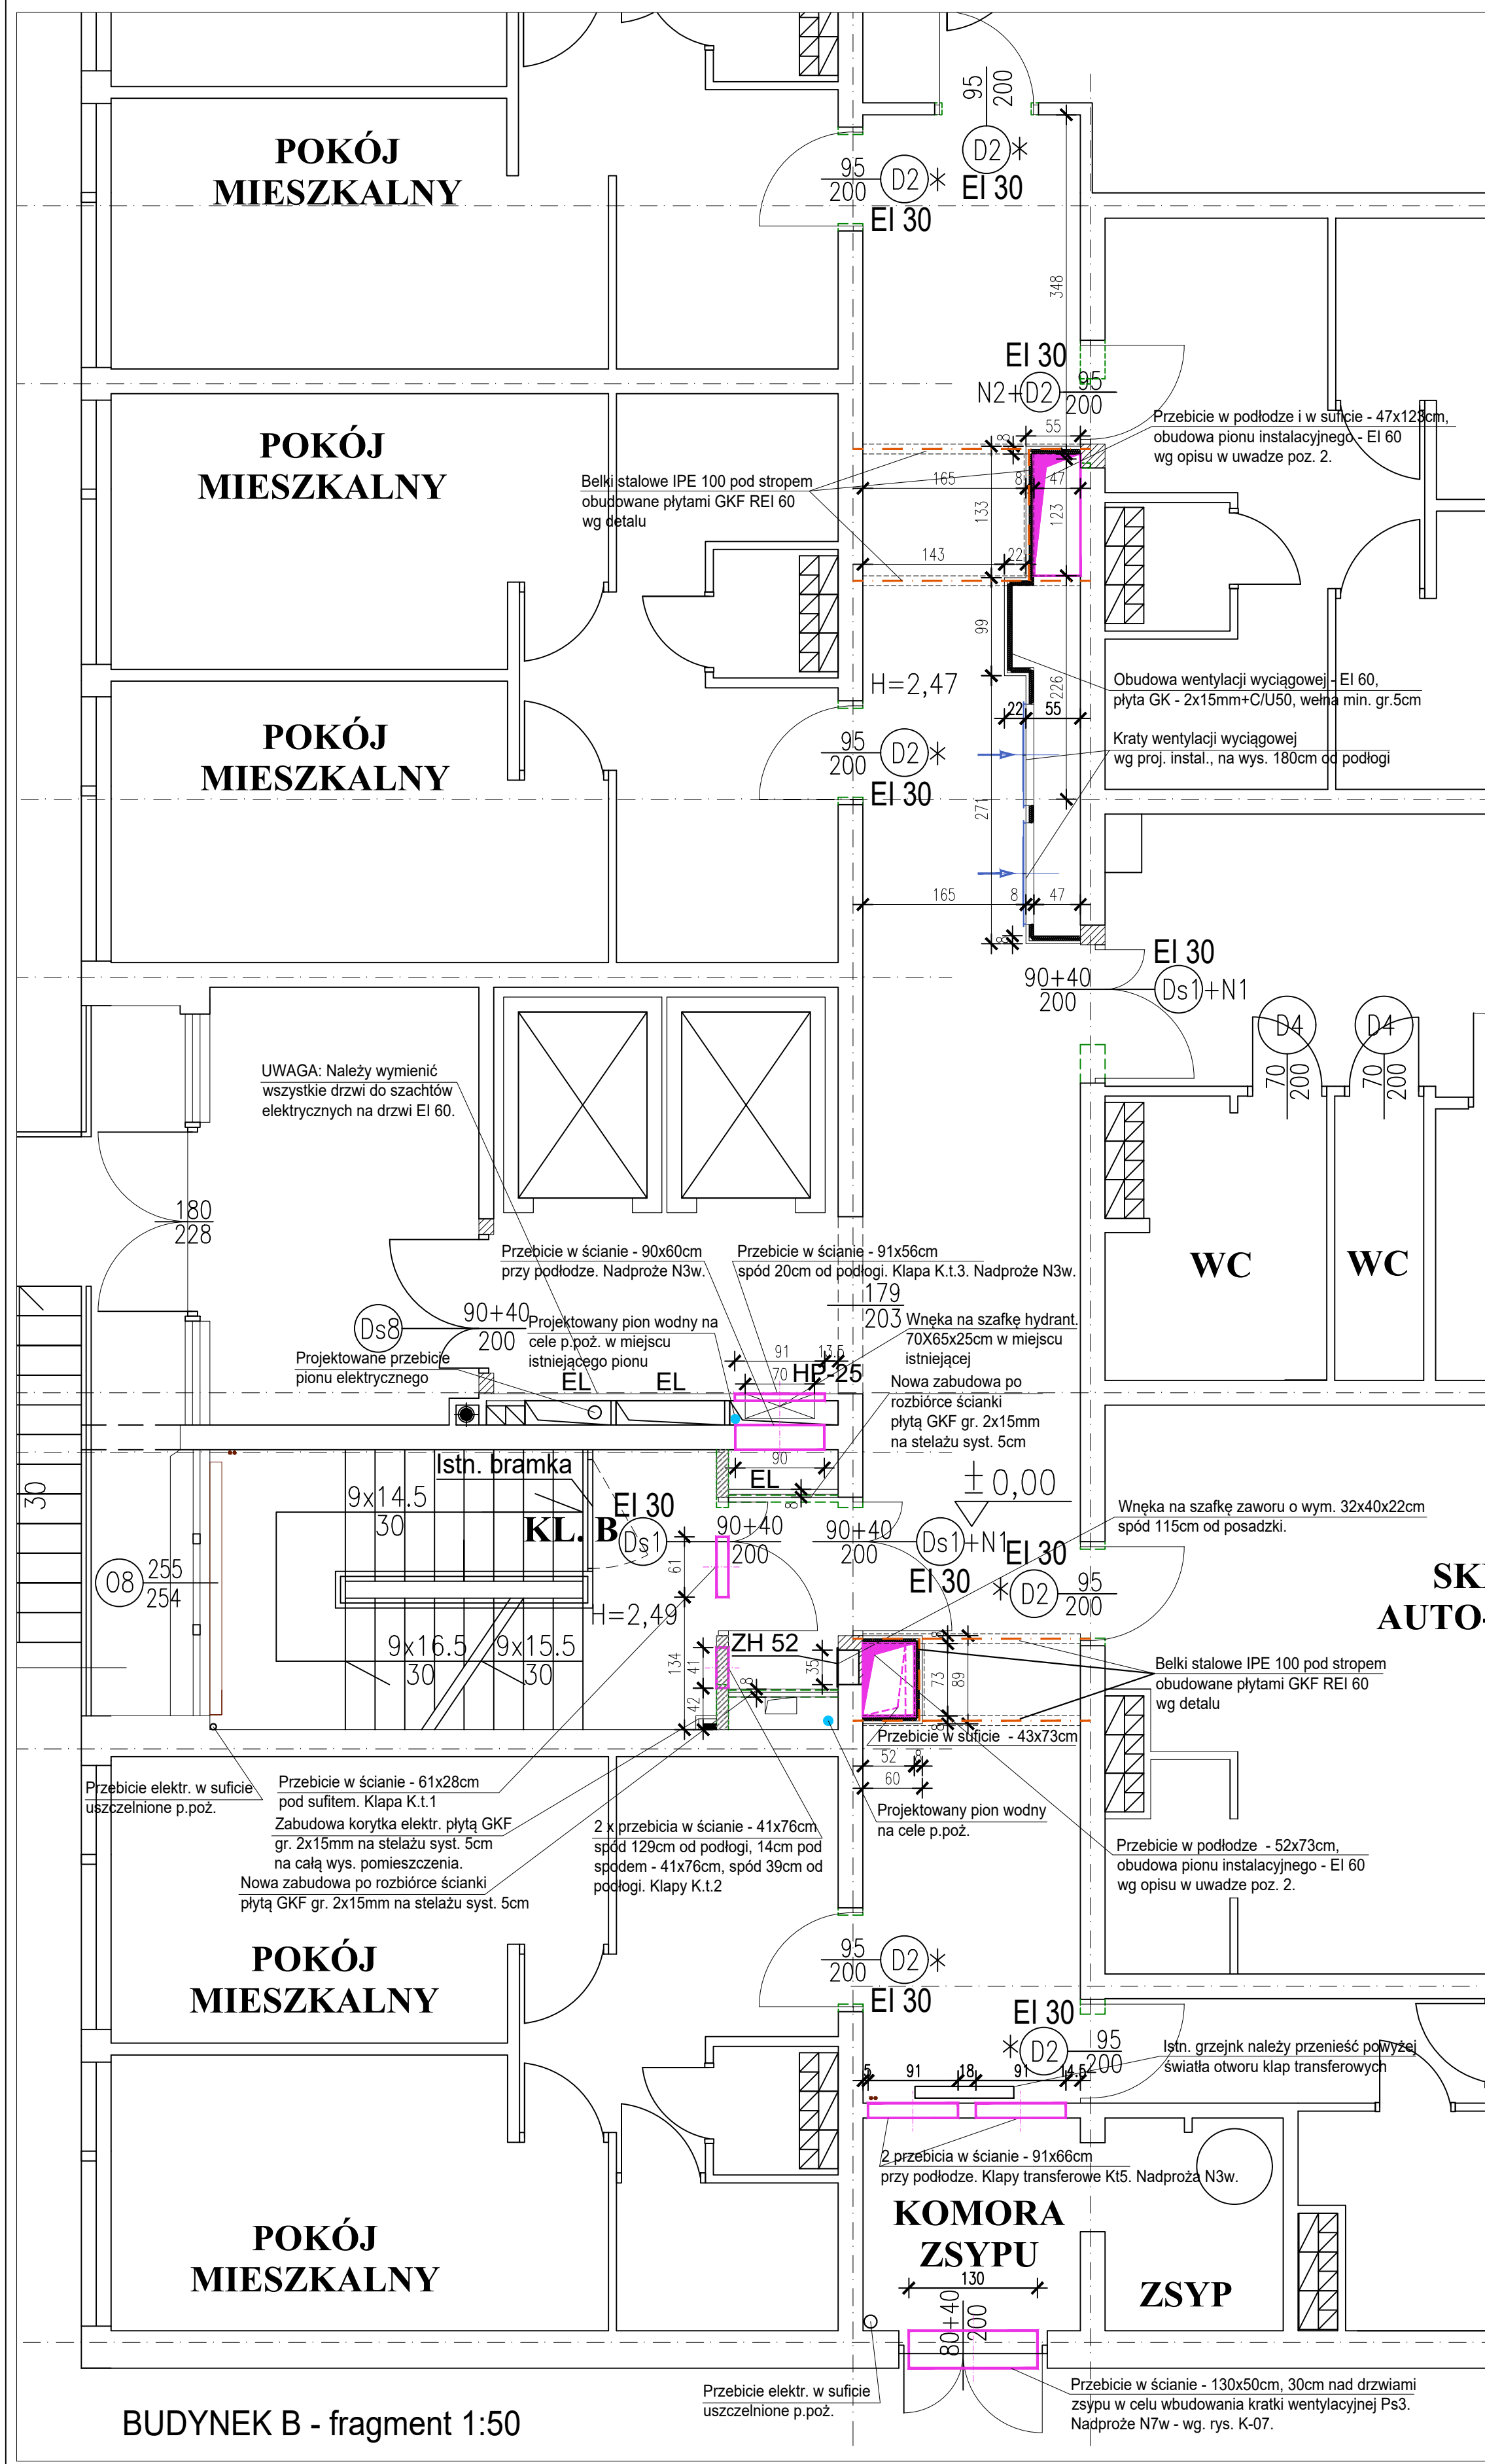 95
200
D2
*
EI 30
POKÓJ
MIESZKALNY
95
200
D2
*
EI 30
348
EI 30
N2+D2
95
200
Przebicie w podłodze i w suficie - 47x123cm,
obudowa pionu instalacyjnego - EI 60
wg opisu w uwadze poz. 2.
POKÓJ
MIESZKALNY
Belki stalowe IPE 100 pod stropem
obudowane płytami GKF REI 60
wg detalu
8
55
165
8
47
133
123
143
22
99
H=2,47
Obudowa wentylacji wyciągowej - EI 60,
płyta GK - 2x15mm+C/U50, wełna min. gr.5cm
226
22
55
POKÓJ
MIESZKALNY
95
200
D2
*
EI 30
Kraty wentylacji wyciągowej
wg proj. instal., na wys. 180cm od podłogi
271
165
8
47
8
EI 30
90+40
200
Ds1+N1
D4
70
200
D4
70
200
UWAGA: Należy wymienić
wszystkie drzwi do szachtów
elektrycznych na drzwi EI 60.
180
228
WC
WC
Przebicie w ścianie - 90x60cm
przy podłodze. Nadproże N3w.
Przebicie w ścianie - 91x56cm
spód 20cm od podłogi. Klapa K.t.3. Nadproże N3w.
179
203
Ds8
90+40
200
Projektowany pion wodny na
cele p.poż. w miejscu
istniejącego pionu
Wnęka na szafkę hydrant.
70X65x25cm w miejscu
istniejącej
Projektowane przebicie
pionu elektrycznego
91
13.5
70
HP-25
EL
EL
Nowa zabudowa po
rozbiórce ścianki
płytą GKF gr. 2x15mm
na stelażu syst. 5cm
90
EL
8
Istn. bramka
30
9x14.5
30
KL. B
EI 30
Ds1
90+40
200
90+40
200
Ds1+N1
EI 30
± 0,00
Wnęka na szafkę zaworu o wym. 32x40x22cm
spód 115cm od posadzki.
EI 30
*
D2
95
200
O8
255
254
61
H=2,49
9x16.5
30
9x15.5
30
134
41
42
ZH 52
35
8
8
73
89
8
SK
AUTO-
Belki stalowe IPE 100 pod stropem
obudowane płytami GKF REI 60
wg detalu
Przebicie w suficie - 43x73cm
52
8
60
Przebicie elektr. w suficie
uszczelnione p.poż.
Przebicie w ścianie - 61x28cm
pod sufitem. Klapa K.t.1
Zabudowa korytka elektr. płytą GKF
gr. 2x15mm na stelażu syst. 5cm
na całą wys. pomieszczenia.
Nowa zabudowa po rozbiórce ścianki
płytą GKF gr. 2x15mm na stelażu syst. 5cm
2 x przebicia w ścianie - 41x76cm
spód 129cm od podłogi, 14cm pod
spodem - 41x76cm, spód 39cm od
podłogi. Klapy K.t.2
Projektowany pion wodny
na cele p.poż.
Przebicie w podłodze - 52x73cm,
obudowa pionu instalacyjnego - EI 60
wg opisu w uwadze poz. 2.
POKÓJ
MIESZKALNY
95
200
D2
*
EI 30
EI 30
*
D2
95
200
Istn. grzejnk należy przenieść powyżej
światła otworu klap transferowych
5
91
18
91
14.5
2 przebicia w ścianie - 91x66cm
przy podłodze. Klapy transferowe Kt5. Nadproża N3w.
KOMORA
ZSYPU
POKÓJ
MIESZKALNY
130
80+40
200
ZSYP
Przebicie elektr. w suficie
uszczelnione p.poż.
Przebicie w ścianie - 130x50cm, 30cm nad drzwiami
zsypu w celu wbudowania kratki wentylacyjnej Ps3.
Nadproże N7w - wg. rys. K-07.
BUDYNEK B - fragment 1:50